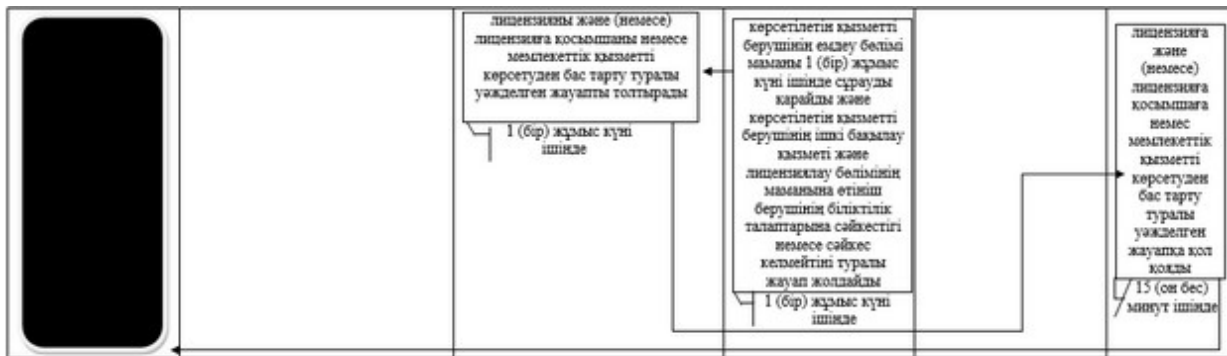 лицензияны және (немесе)
лицензияға қосымшаны немесе
мемлекеттік қызметті
көрсетуден бас тарту туралы
уәжделген жауапты толтырады
1 (бір) жұмыс күні
ішінде
көрсетілетін қызметті
берушінің емдеу бөлімі
маманы 1 (бір) жұмыс
күні ішінде сұрауды
қарайды және
көрсетілетін қызметті
берушінің ішкі бақылау
қызметі және
лицензиялау бөлімінің
маманына өтініш
берушінің біліктілік
талаптарына сәйкестігі
немесе сәйкес
келмейтіні туралы
жауап жолдайды
1 (бір) жұмыс күні
ішінде
лицензияға
және
(немесе)
лицензияға
қосымшаға
немес
мемлекеттік
қызметті
көрсетуден
бас тарту
туралы
уәжделген
жауапқа қол
қояды
15 (он бес)
минут ішінде